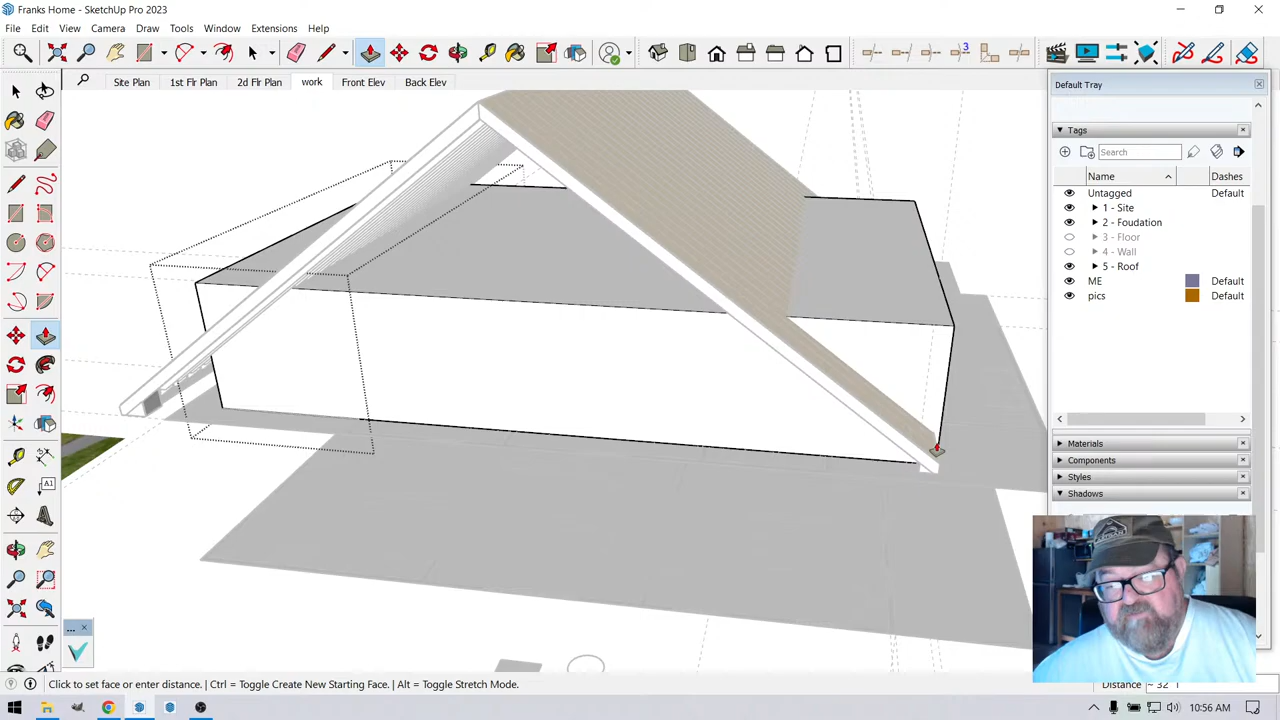 Franks Home - SketchUp Pro 2023
File Edit View Camera Draw Tools Window Extensions Help
3
Site Plan 1st Flr Plan 2d Flr Plan work Front Elev Back Elev
Default Tray
Tags
Search
Name Dashes
Untagged Default
1 - Site
2 - Foudation
3 - Floor
4 - Wall
5 - Roof
ME Default
pics Default
Materials
Components
Styles
Shadows
A1
...
Click to set face or enter distance. | Ctrl = Toggle Create New Starting Face. | Alt = Toggle Stretch Mode.
Distance
10:56 AM